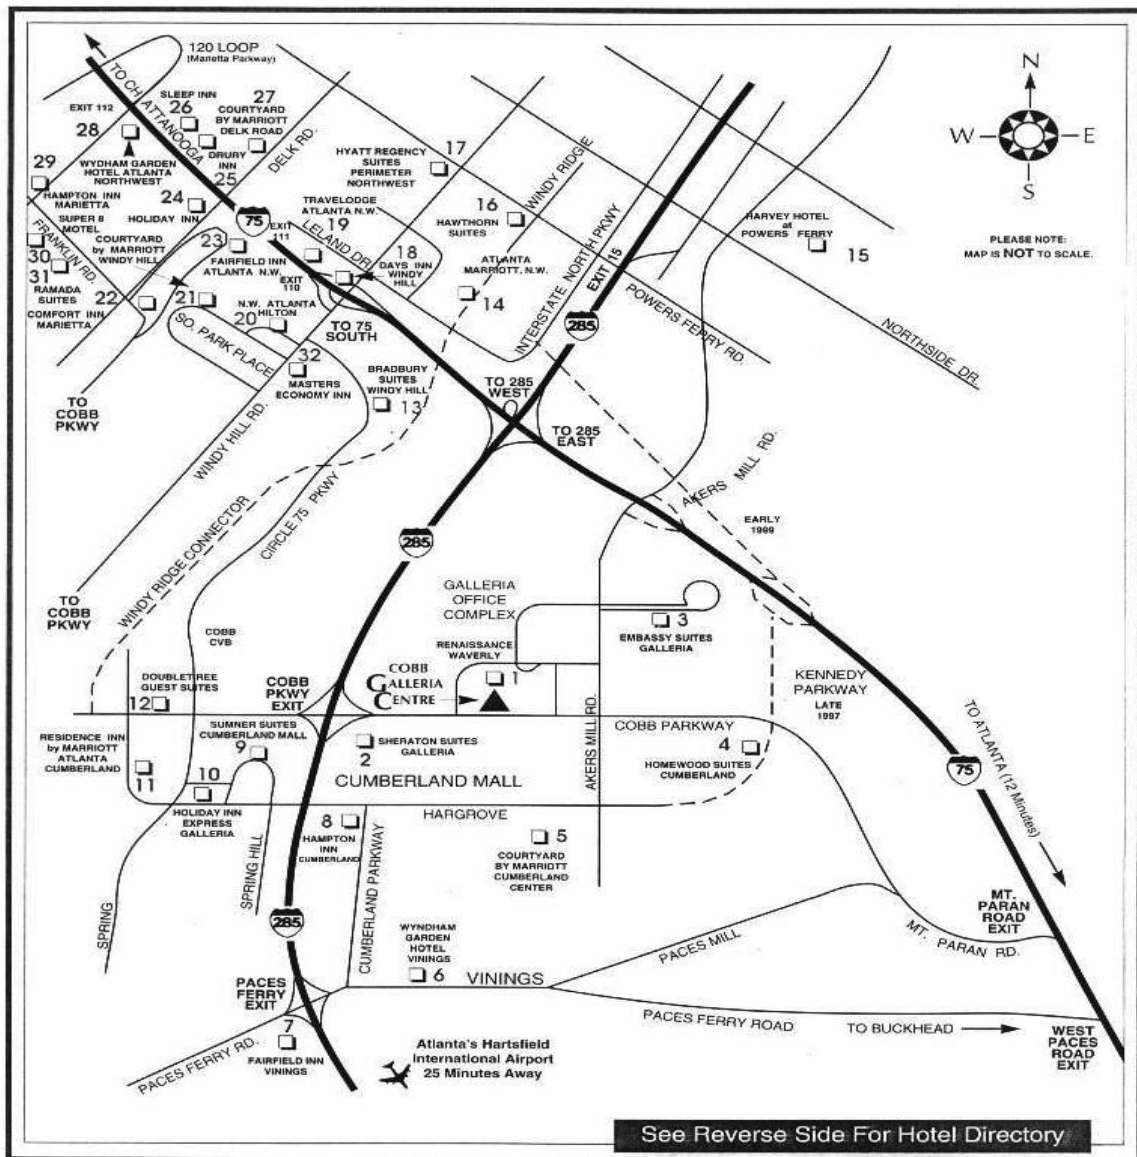 120 LOOP
(Marietta Parkway)
TO CHATTANOOGA
EXIT 112
28
SLEEP INN
26
27
COURTYARD
BY MARRIOTT
DELK ROAD
DRURY
INN
25
DELK RD.
WYDHAM GARDEN
HOTEL ATLANTA
NORTHWEST
29
HAMPTON INN
MARIETTA
24
HOLIDAY INN
SUPER 8
MOTEL
30
FRANKLIN RD.
31
RAMADA
SUITES
COURTYARD
by MARRIOTT
WINDY HILL
22
COMFORT INN
MARIETTA
23
FAIRFIELD INN
ATLANTA N.W.
21
75
EXIT
111
TRAVELODGE
ATLANTA N.W.
19
LELAND DR.
18
DAYS INN
WINDY
HILL
EXIT
110
N.W. ATLANTA
20
HILTON
SO. PARK PLACE
TO 75
SOUTH
32
MASTERS
ECONOMY INN
BRADBURY
SUITES
WINDY HILL
13
HYATT REGENCY
SUITES
PERIMETER
NORTHWEST
17
WINDY RIDGIE
16
HAWTHORN
SUITES
ATLANTA
MARRIOTT, N.W.
14
INTERSTATE NORTH PKWY
EXIT 15
285
POWERS FERRY RD.
NORTHSIDE DR.
HARVEY HOTEL
at
POWERS FERRY
15
N
W
E
S
PLEASE NOTE:
MAP IS NOT TO SCALE.
TO
COBB
PKWY
WINDY HILL RD.
TO 285
WEST
TO 285
EAST
AKERS MILL RD.
EARLY
1999
WINDY RIDGE CONNECTOR
CIRCLE 75 PKWY
285
TO
COBB
PKWY
COBB
CVB
GALLERIA
OFFICE
COMPLEX
RENAISSANCE
WAVERLY
1
3
EMBASSY SUITES
GALLERIA
COBB
GALLERIA
CENTRE
COBB
PKWY
EXIT
DOUBLETREE
GUEST SUITES
12
KENNEDY
PARKWAY
LATE
1997
TO ATLANTA (12 Minutes)
75
COBB PARKWAY
AKERS MILL RD.
RESIDENCE INN
by MARRIOTT
ATLANTA
CUMBERLAND
11
SUMNER SUITES
CUMBERLAND MALL
9
10
HOLIDAY INN
EXPRESS
GALLERIA
SHERATON SUITES
GALLERIA
2
CUMBERLAND MALL
4
HOMEWOOD SUITES
CUMBERLAND
HARGROVE
8
HAMPTON
INN
CUMBERLAND
5
COURTYARD
BY MARRIOTT
CUMBERLAND
CENTER
SPRING
SPRING HILL
CUMBERLAND PARKWAY
285
WYNDHAM
GARDEN
HOTEL
VININGS
6
VININGS
PACES MILL
MT. PARAN RD.
MT.
PARAN
ROAD
EXIT
PACES
FERRY
EXIT
7
FAIRFIELD INN
VININGS
PACES FERRY RD.
PACES FERRY ROAD
TO BUCKHEAD
WEST
PACES
ROAD
EXIT
Atlanta's Hartsfield
International Airport
25 Minutes Away
See Reverse Side For Hotel Directory